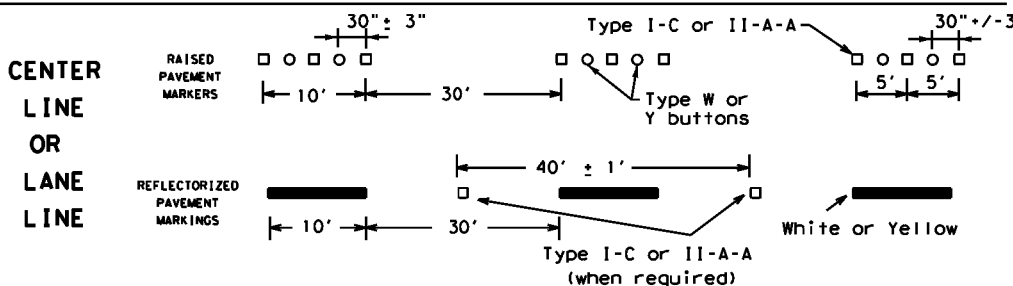 30"± 3"
Type I-C or II-A-A
30"+/-3
CENTER
LINE
OR
LANE
LINE
RAISED
PAVEMENT
MARKERS
10'
30'
Type W or
Y buttons
5'
5'
40' ± 1'
REFLECTORIZED
PAVEMENT
MARKINGS
10'
30'
Type I-C or II-A-A
(when required)
White or Yellow